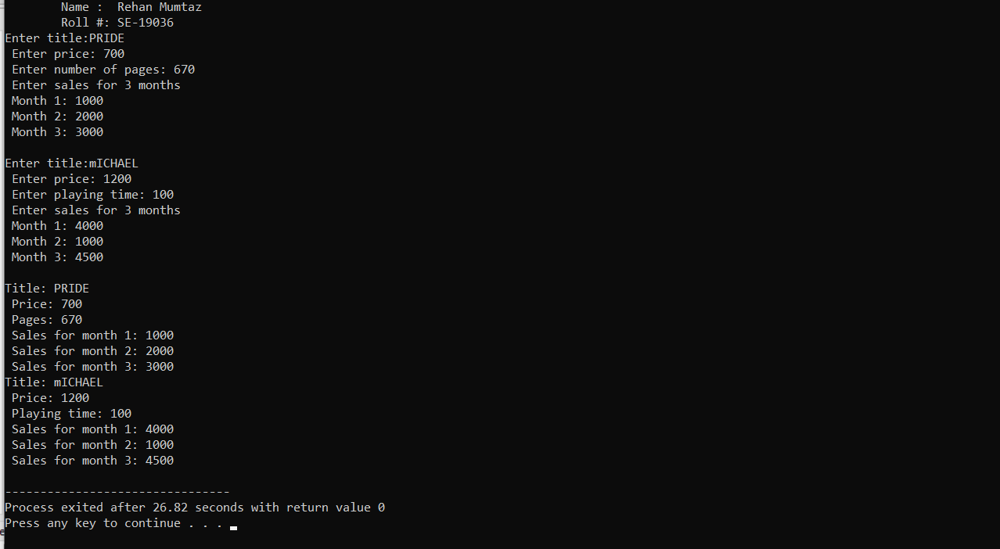 Name :  Rehan Mumtaz
Roll #: SE-19036
Enter title:PRIDE
Enter price: 700
Enter number of pages: 670
Enter sales for 3 months
Month 1: 1000
Month 2: 2000
Month 3: 3000
Enter title:mICHAEL
Enter price: 1200
Enter playing time: 100
Enter sales for 3 months
Month 1: 4000
Month 2: 1000
Month 3: 4500
Title: PRIDE
Price: 700
Pages: 670
Sales for month 1: 1000
Sales for month 2: 2000
Sales for month 3: 3000
Title: mICHAEL
Price: 1200
Playing time: 100
Sales for month 1: 4000
Sales for month 2: 1000
Sales for month 3: 4500
--------------------------------
Process exited after 26.82 seconds with return value 0
Press any key to continue . . .